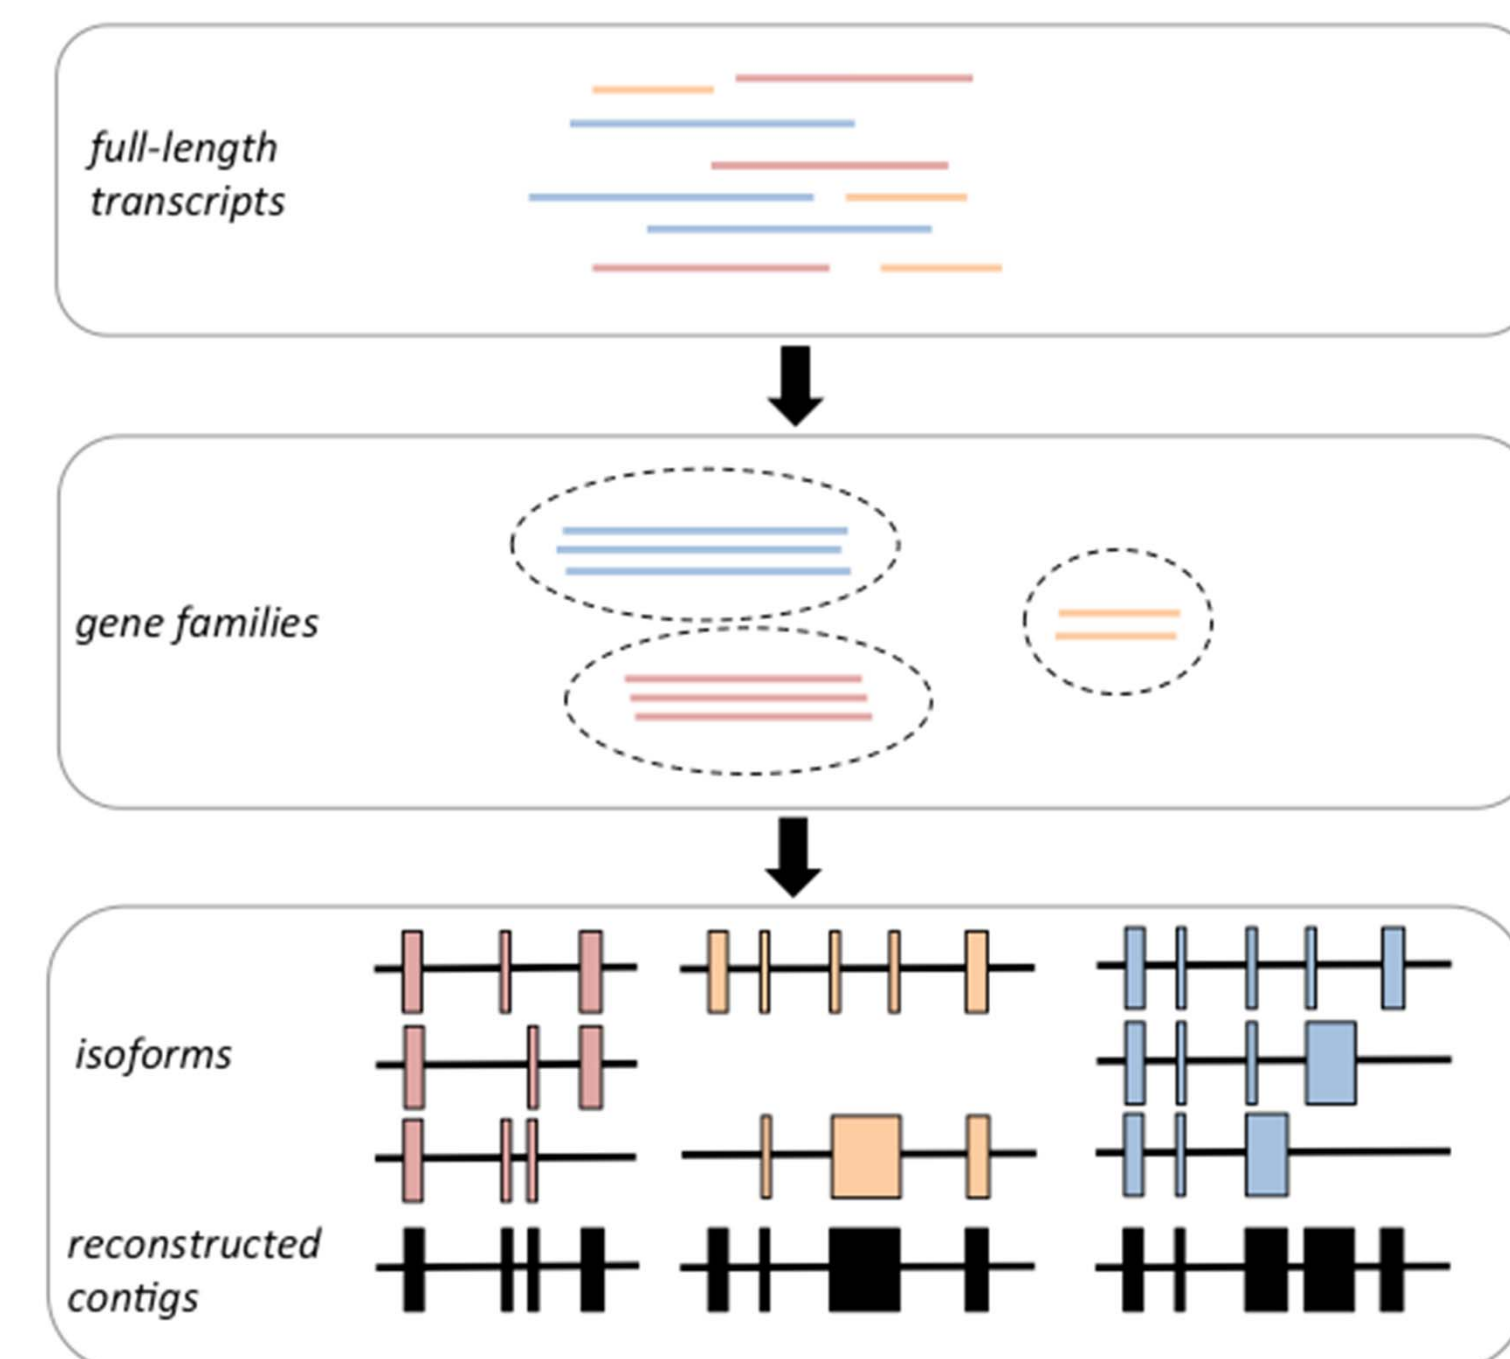 full-length
transcripts
gene families
isoforms
reconstructed
contigs